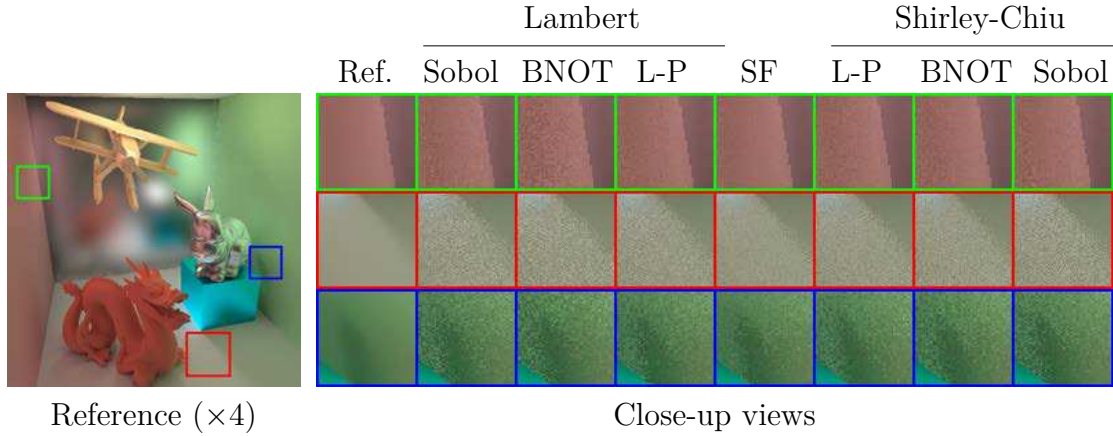 Lambert Shirley-Chiu
Ref. Sobol BNOT L-P SF L-P BNOT Sobol
Reference (×4) Close-up views